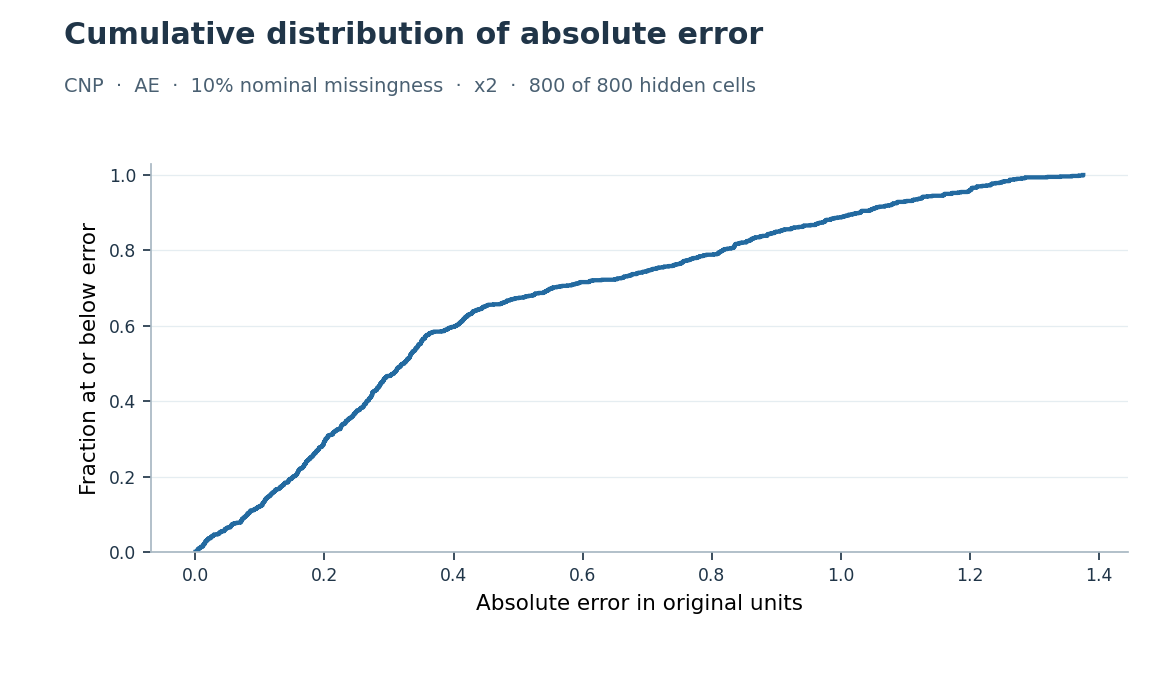 Cumulative distribution of absolute error
CNP · AE · 10% nominal missingness · x2 · 800 of 800 hidden cells
Fraction at or below error
1.0
0.8
0.6
0.4
0.2
0.0
0.0 0.2 0.4 0.6 0.8 1.0 1.2 1.4
Absolute error in original units